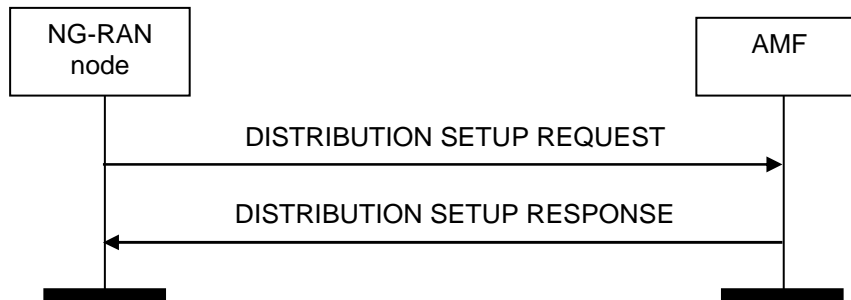 NG-RAN
node
AMF
DISTRIBUTION SETUP REQUEST
DISTRIBUTION SETUP RESPONSE